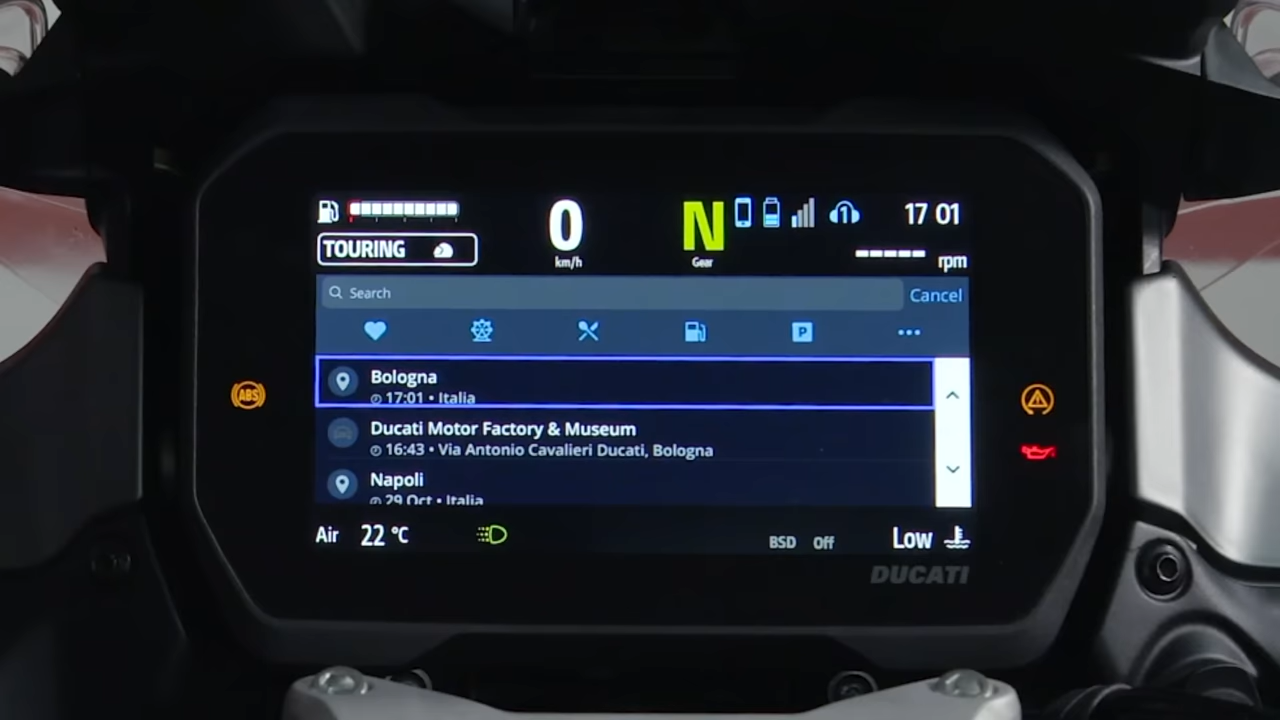 0 N 1 17 01
TOURING km/h Gear rpm
Search Cancel
P
Bologna
17:01 • Italia
ABS
Ducati Motor Factory & Museum
16:43 • Via Antonio Cavalieri Ducati, Bologna
Napoli
29 Oct • Italia
Air 22 °C BSD Off Low
DUCATI